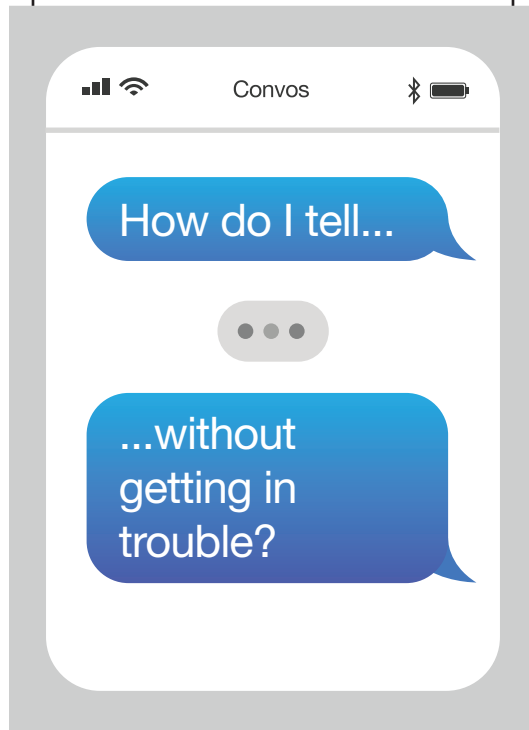 Convos
How do I tell...
...without
getting in
trouble?